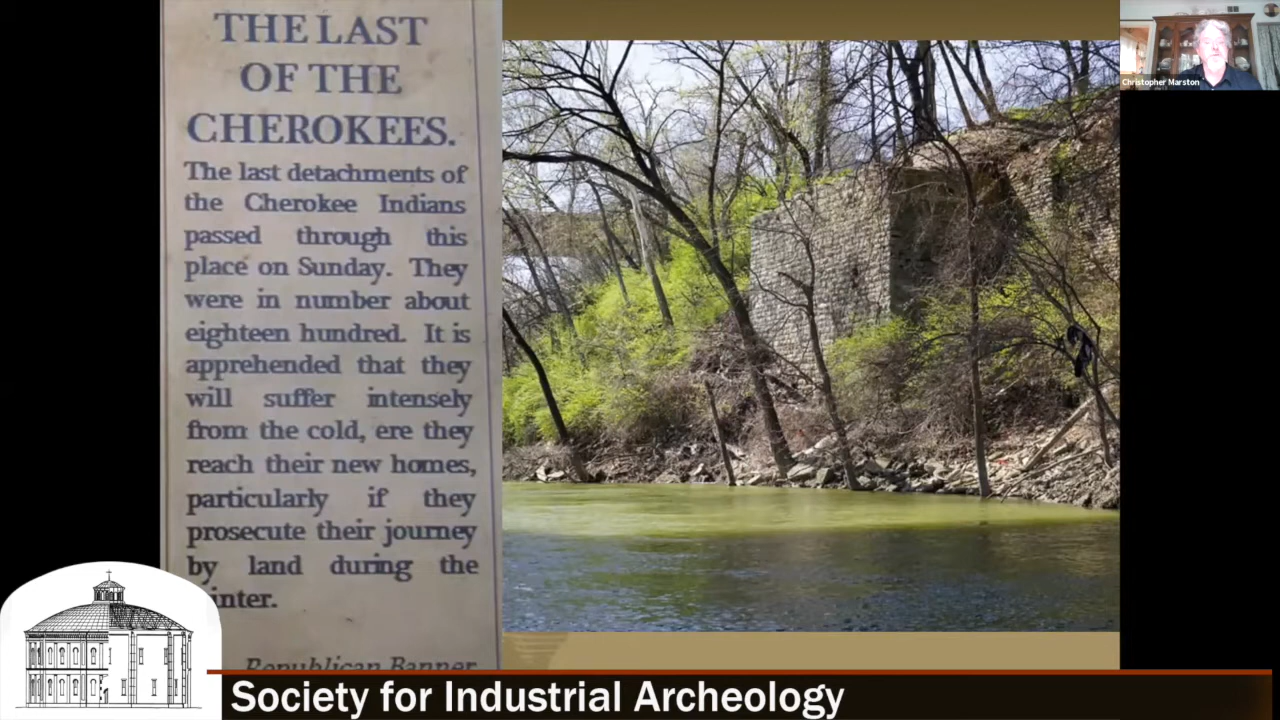 THE LAST
OF THE
CHEROKEES.
The last detachments of
the Cherokee Indians
passed through this
place on Sunday. They
were in number about
eighteen hundred. It is
apprehended that they
will suffer intensely
from the cold, ere they
reach their new homes,
particularly if they
prosecute their journey
by land during the
inter.
Republican Banner
Christopher Marston
Society for Industrial Archeology